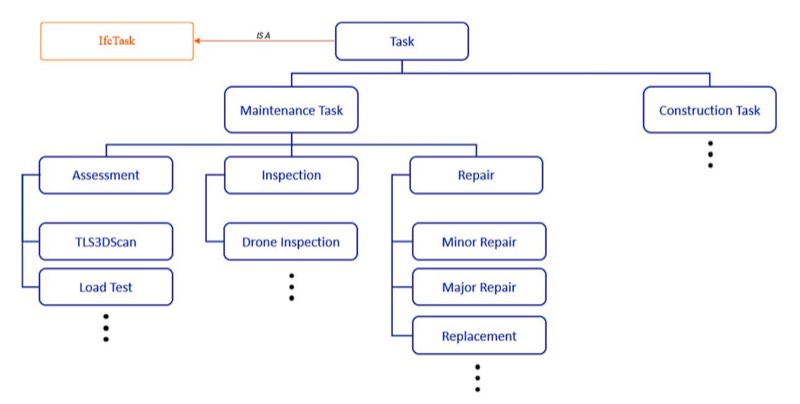 IfcTask
IS A
Task
Maintenance Task
Construction Task
Assessment
Inspection
Repair
TLS3DScan
Drone Inspection
Minor Repair
Load Test
Major Repair
Replacement